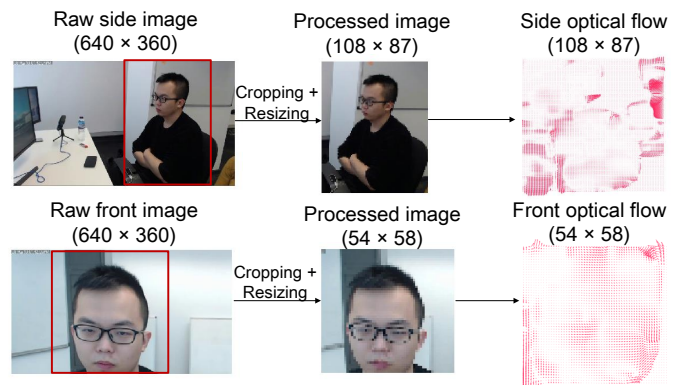 Raw side image
(640 × 360)
Processed image
(108 × 87)
Side optical flow
(108 × 87)
Cropping +
Resizing
Raw front image
(640 × 360)
Processed image
(54 × 58)
Front optical flow
(54 × 58)
Cropping +
Resizing